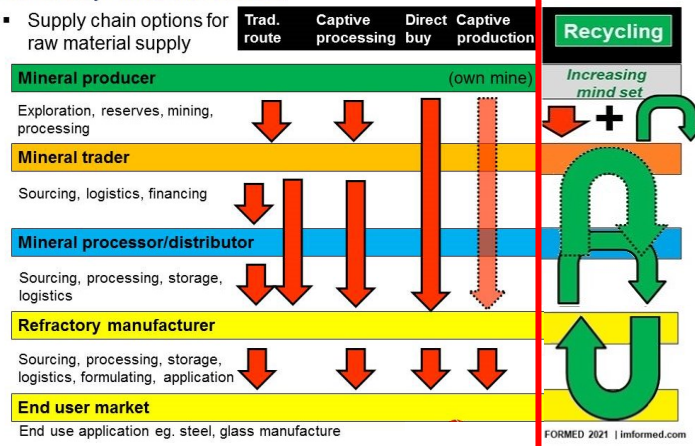 ▪ Supply chain options for
raw material supply
Trad.
route
Captive
processing
Direct
buy
Captive
production
Recycling
Mineral producer
(own mine)
Increasing
mind set
Exploration, reserves, mining,
processing
+
Mineral trader
Sourcing, logistics, financing
Mineral processor/distributor
Sourcing, processing, storage,
logistics
Refractory manufacturer
Sourcing, processing, storage,
logistics, formulating, application
End user market
End use application eg. steel, glass manufacture
FORMED 2021 | imformed.com